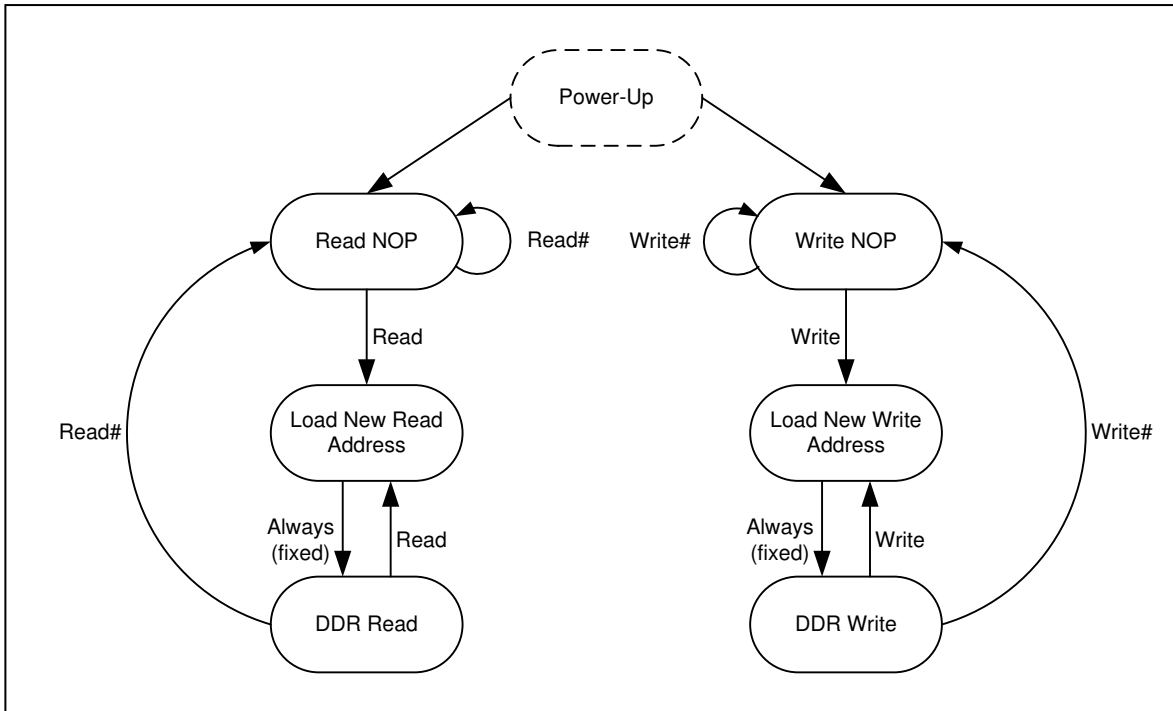 Power-Up
Read NOP
Read#
Write#
Write NOP
Read
Write
Read#
Load New Read
Address
Load New Write
Address
Write#
Always
(fixed)
Read
Always
(fixed)
Write
DDR Read
DDR Write